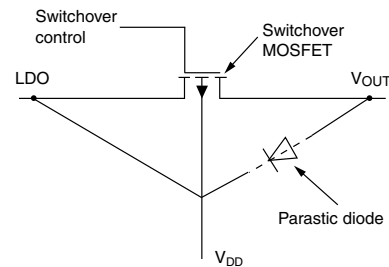 Switchover
control
Switchover
MOSFET
LDO
VOUT
Parastic diode
VDD